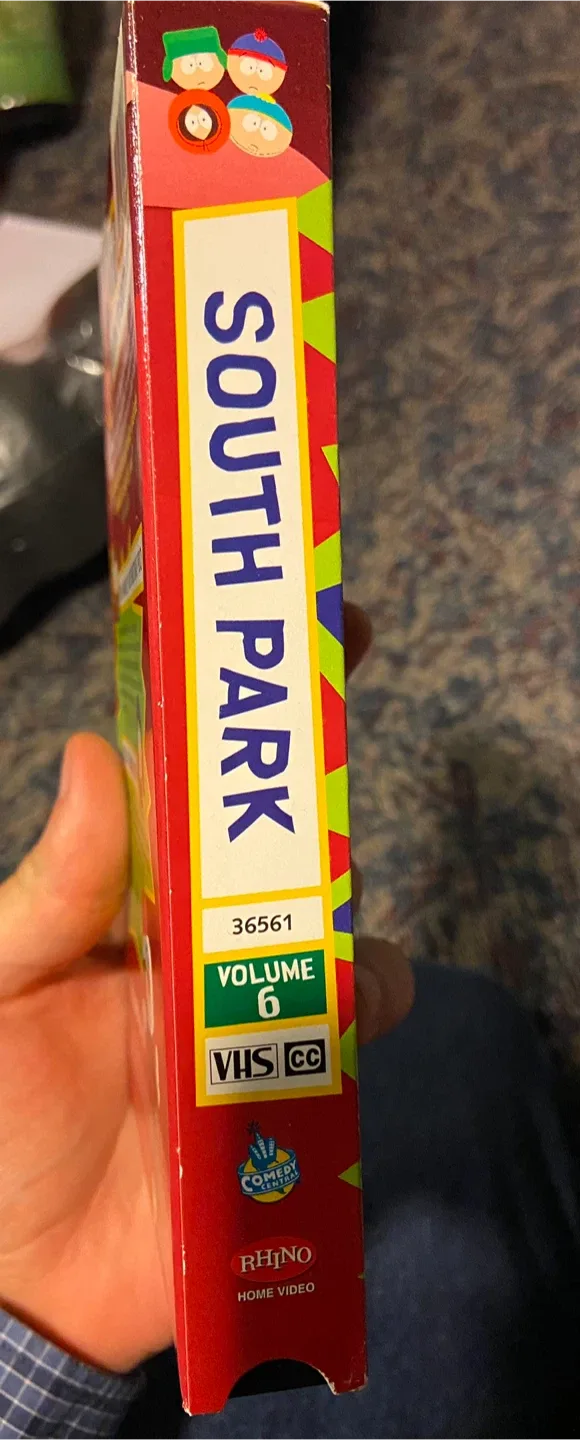 SOUTH PARK
36561
VOLUME
6
VHS CC
COMEDY
CENTRAL
RHINO
HOME VIDEO